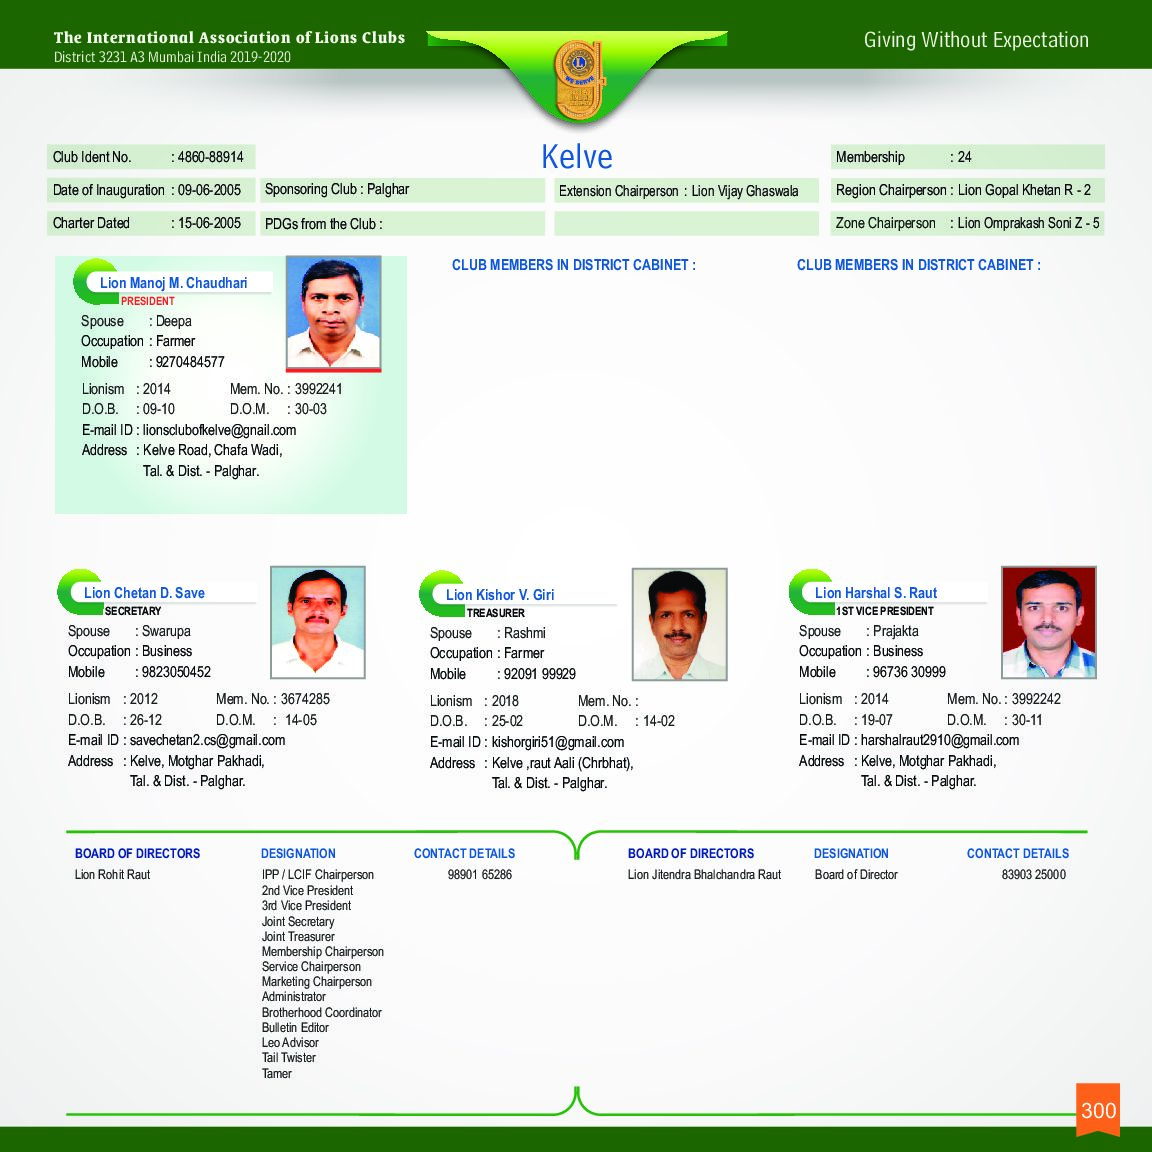 The International Association of Lions Clubs
District 3231 A3 Mumbai India 2019-2020
Giving Without Expectation
WE SERVE
Kelve
Club Ident No. : 4860-88914
Membership : 24
Date of Inauguration : 09-06-2005
Sponsoring Club : Palghar
Extension Chairperson : Lion Vijay Ghaswala
Region Chairperson : Lion Gopal Khetan R - 2
Charter Dated : 15-06-2005
PDGs from the Club :
Zone Chairperson : Lion Omprakash Soni Z - 5
Lion Manoj M. Chaudhari
PRESIDENT
Spouse : Deepa
Occupation : Farmer
Mobile : 9270484577
Lionism : 2014 Mem. No. : 3992241
D.O.B. : 09-10 D.O.M. : 30-03
E-mail ID : lionsclubofkelve@gnail.com
Address : Kelve Road, Chafa Wadi,
Tal. & Dist. - Palghar.
CLUB MEMBERS IN DISTRICT CABINET :
CLUB MEMBERS IN DISTRICT CABINET :
Lion Chetan D. Save
SECRETARY
Spouse : Swarupa
Occupation : Business
Mobile : 9823050452
Lionism : 2012 Mem. No. : 3674285
D.O.B. : 26-12 D.O.M. : 14-05
E-mail ID : savechetan2.cs@gmail.com
Address : Kelve, Motghar Pakhadi,
Tal. & Dist. - Palghar.
Lion Kishor V. Giri
TREASURER
Spouse : Rashmi
Occupation : Farmer
Mobile : 92091 99929
Lionism : 2018 Mem. No. :
D.O.B. : 25-02 D.O.M. : 14-02
E-mail ID : kishorgiri51@gmail.com
Address : Kelve ,raut Aali (Chrbhat),
Tal. & Dist. - Palghar.
Lion Harshal S. Raut
1ST VICE PRESIDENT
Spouse : Prajakta
Occupation : Business
Mobile : 96736 30999
Lionism : 2014 Mem. No. : 3992242
D.O.B. : 19-07 D.O.M. : 30-11
E-mail ID : harshalraut2910@gmail.com
Address : Kelve, Motghar Pakhadi,
Tal. & Dist. - Palghar.
BOARD OF DIRECTORS DESIGNATION CONTACT DETAILS
Lion Rohit Raut IPP / LCIF Chairperson 98901 65286
2nd Vice President
3rd Vice President
Joint Secretary
Joint Treasurer
Membership Chairperson
Service Chairperson
Marketing Chairperson
Administrator
Brotherhood Coordinator
Bulletin Editor
Leo Advisor
Tail Twister
Tamer
BOARD OF DIRECTORS DESIGNATION CONTACT DETAILS
Lion Jitendra Bhalchandra Raut Board of Director 83903 25000
300